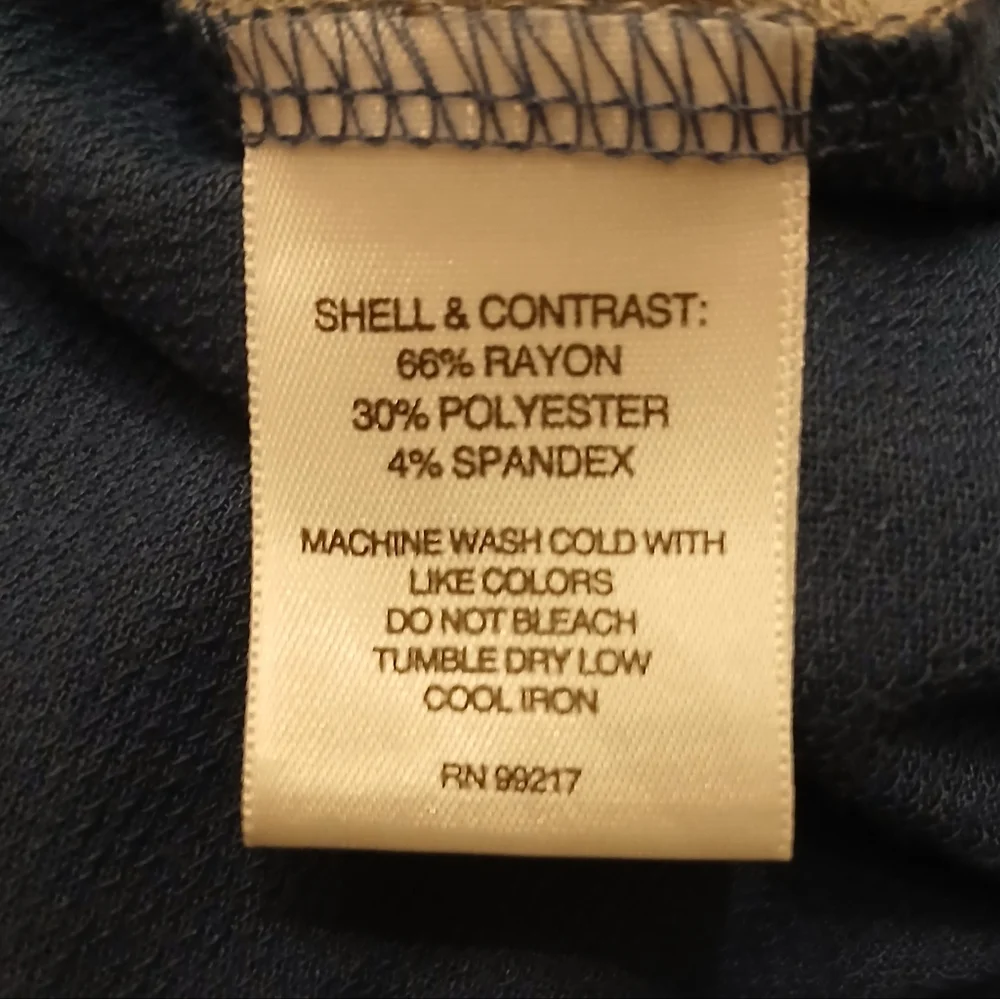 SHELL & CONTRAST:
66% RAYON
30% POLYESTER
4% SPANDEX
MACHINE WASH COLD WITH
LIKE COLORS
DO NOT BLEACH
TUMBLE DRY LOW
COOL IRON
RN 99217